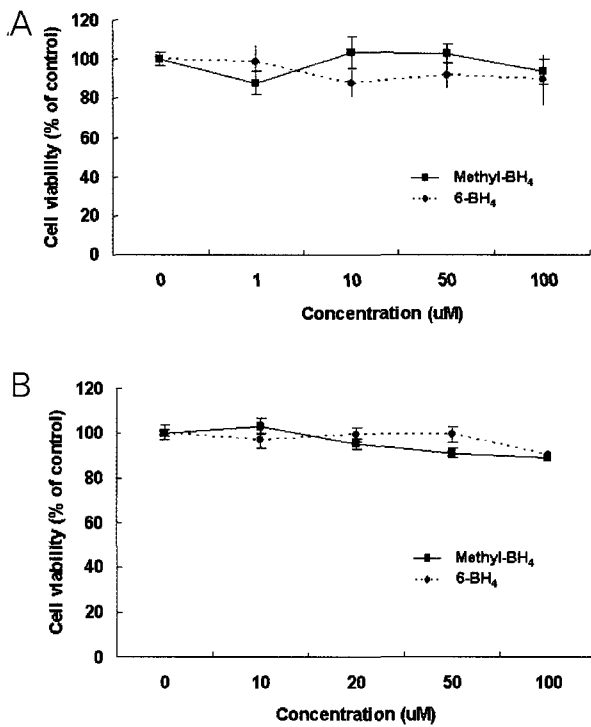 A
Cell viability (% of control)
120
100
80
60
40
20
0
Methyl-BH₄
6-BH₄
0 1 10 50 100
Concentration (uM)
B
Cell viability (% of control)
120
100
80
60
40
20
0
Methyl-BH₄
6-BH₄
0 10 20 50 100
Concentration (uM)